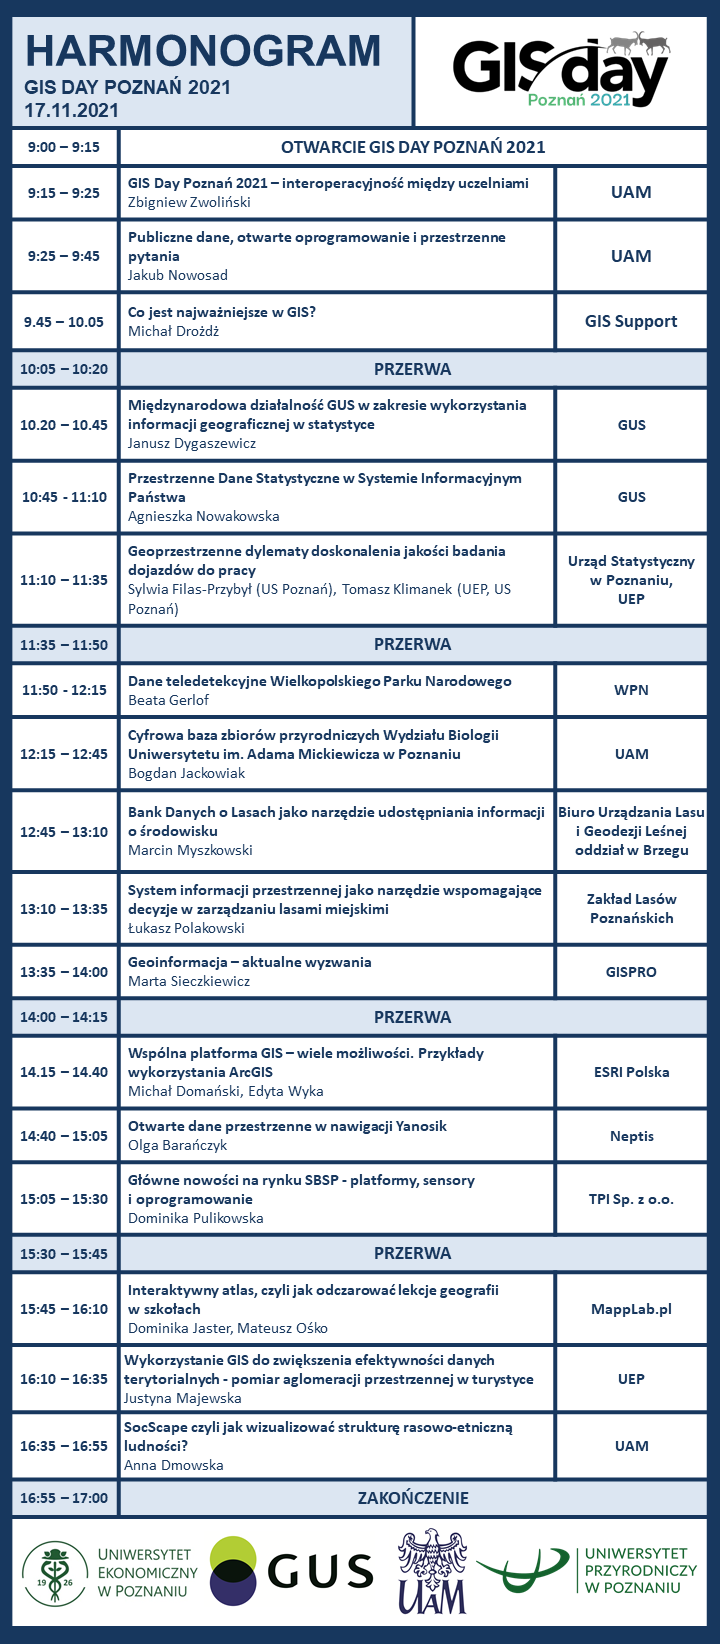 HARMONOGRAM
GIS DAY POZNAŃ 2021
17.11.2021
GISday
Poznań 2021
9:00 – 9:15
OTWARCIE GIS DAY POZNAŃ 2021
9:15 – 9:25
GIS Day Poznań 2021 – interoperacyjność między uczelniami
Zbigniew Zwoliński
UAM
9:25 – 9:45
Publiczne dane, otwarte oprogramowanie i przestrzenne
pytania
Jakub Nowosad
UAM
9.45 – 10.05
Co jest najważniejsze w GIS?
Michał Drożdż
GIS Support
10:05 – 10:20
PRZERWA
10.20 – 10.45
Międzynarodowa działalność GUS w zakresie wykorzystania
informacji geograficznej w statystyce
Janusz Dygaszewicz
GUS
10:45 - 11:10
Przestrzenne Dane Statystyczne w Systemie Informacyjnym
Państwa
Agnieszka Nowakowska
GUS
11:10 – 11:35
Geoprzestrzenne dylematy doskonalenia jakości badania
dojazdów do pracy
Sylwia Filas-Przybył (US Poznań), Tomasz Klimanek (UEP, US
Poznań)
Urząd Statystyczny
w Poznaniu,
UEP
11:35 – 11:50
PRZERWA
11:50 - 12:15
Dane teledetekcyjne Wielkopolskiego Parku Narodowego
Beata Gerlof
WPN
12:15 – 12:45
Cyfrowa baza zbiorów przyrodniczych Wydziału Biologii
Uniwersytetu im. Adama Mickiewicza w Poznaniu
Bogdan Jackowiak
UAM
12:45 – 13:10
Bank Danych o Lasach jako narzędzie udostępniania informacji
o środowisku
Marcin Myszkowski
Biuro Urządzania Lasu
i Geodezji Leśnej
oddział w Brzegu
13:10 – 13:35
System informacji przestrzennej jako narzędzie wspomagające
decyzje w zarządzaniu lasami miejskimi
Łukasz Polakowski
Zakład Lasów
Poznańskich
13:35 – 14:00
Geoinformacja – aktualne wyzwania
Marta Sieczkiewicz
GISPRO
14:00 – 14:15
PRZERWA
14.15 – 14.40
Wspólna platforma GIS – wiele możliwości. Przykłady
wykorzystania ArcGIS
Michał Domański, Edyta Wyka
ESRI Polska
14:40 – 15:05
Otwarte dane przestrzenne w nawigacji Yanosik
Olga Barańczyk
Neptis
15:05 – 15:30
Główne nowości na rynku SBSP - platformy, sensory
i oprogramowanie
Dominika Pulikowska
TPI Sp. z o.o.
15:30 – 15:45
PRZERWA
15:45 – 16:10
Interaktywny atlas, czyli jak odczarować lekcje geografii
w szkołach
Dominika Jaster, Mateusz Ośko
MappLab.pl
16:10 – 16:35
Wykorzystanie GIS do zwiększenia efektywności danych
terytorialnych - pomiar aglomeracji przestrzennej w turystyce
Justyna Majewska
UEP
16:35 – 16:55
SocScape czyli jak wizualizować strukturę rasowo-etniczną
ludności?
Anna Dmowska
UAM
16:55 – 17:00
ZAKOŃCZENIE
19 26
UNIWERSYTET
EKONOMICZNY
W POZNANIU
GUS
UAM
UNIWERSYTET
PRZYRODNICZY
W POZNANIU